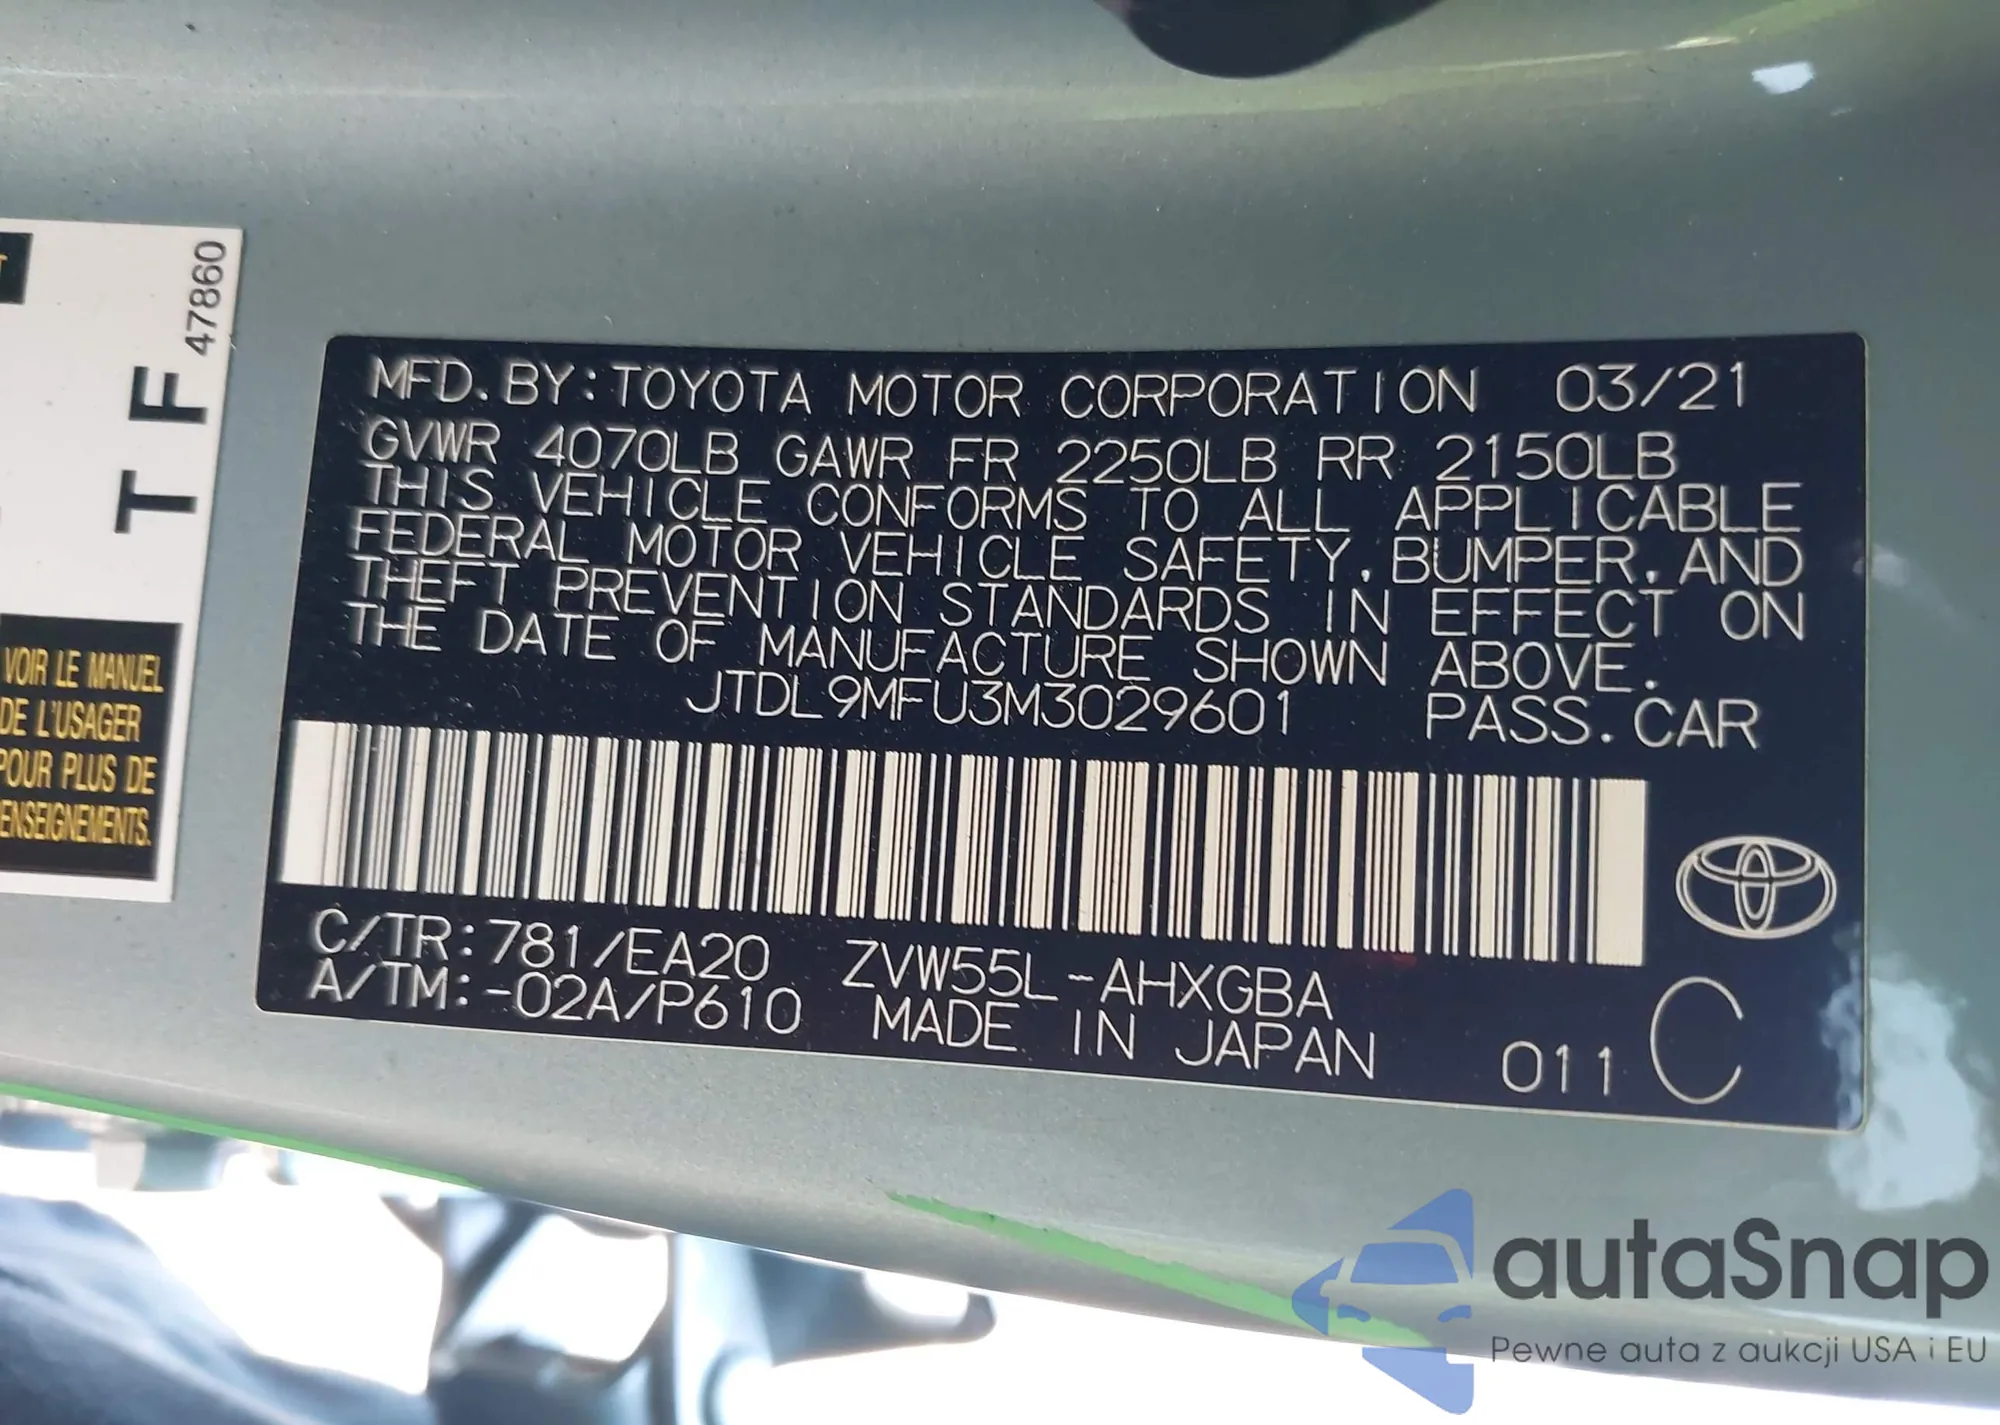 T
47860
T F
VOIR LE MANUEL
DE L'USAGER
POUR PLUS DE
ENSEIGNEMENTS.
MFD. BY: TOYOTA MOTOR CORPORATION 03/21
GVWR 4070LB GAWR FR 2250LB RR 2150LB
THIS VEHICLE CONFORMS TO ALL APPLICABLE
FEDERAL MOTOR VEHICLE SAFETY, BUMPER, AND
THEFT PREVENTION STANDARDS IN EFFECT ON
THE DATE OF MANUFACTURE SHOWN ABOVE.
JTDL9MFU3M3029601 PASS. CAR
C/TR: 781/EA20 ZVW55L-AHXGBA
A/TM: -02A/P610 MADE IN JAPAN 011 C
autaSnap
Pewne auta z aukcji USA i EU